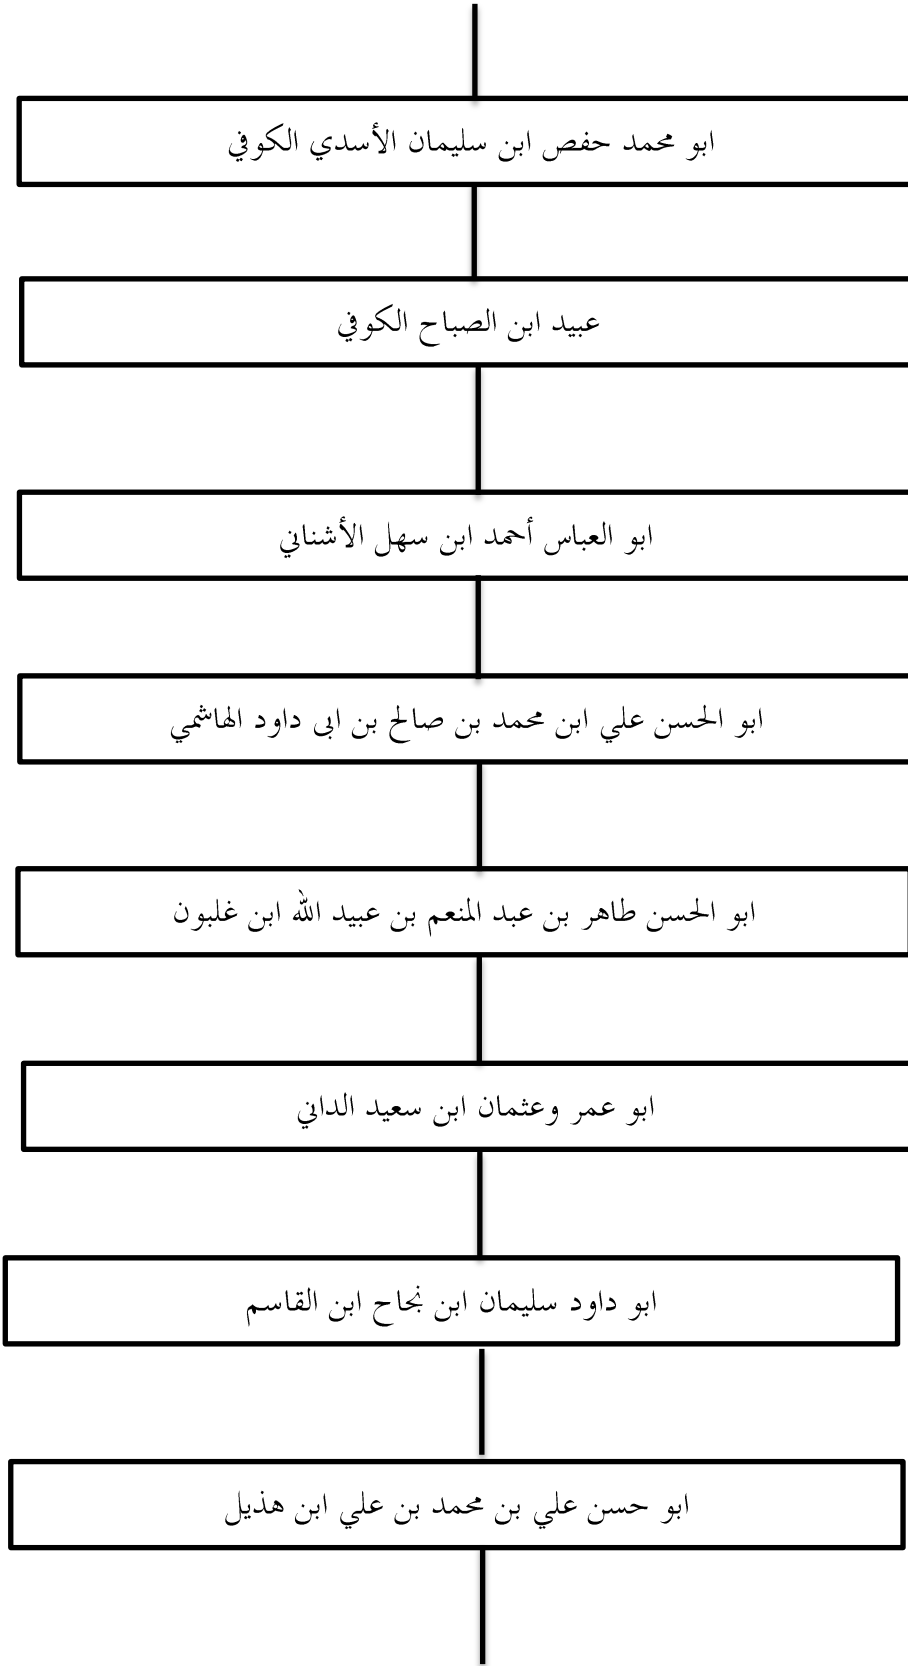 ابو محمد حفص ابن سليمان الأسدي الكوفي
عبيد ابن الصباح الكوفي
ابو العباس أحمد ابن سهل الأشناني
ابو الحسن علي ابن محمد بن صالح بن ابى داود الهاشمي
ابو الحسن طاهر بن عبد المنعم بن عبيد الله ابن غلبون
ابو عمر وعثمان ابن سعيد الداني
ابو داود سليمان ابن نجاح ابن القاسم
ابو حسن علي بن محمد بن علي ابن هذيل